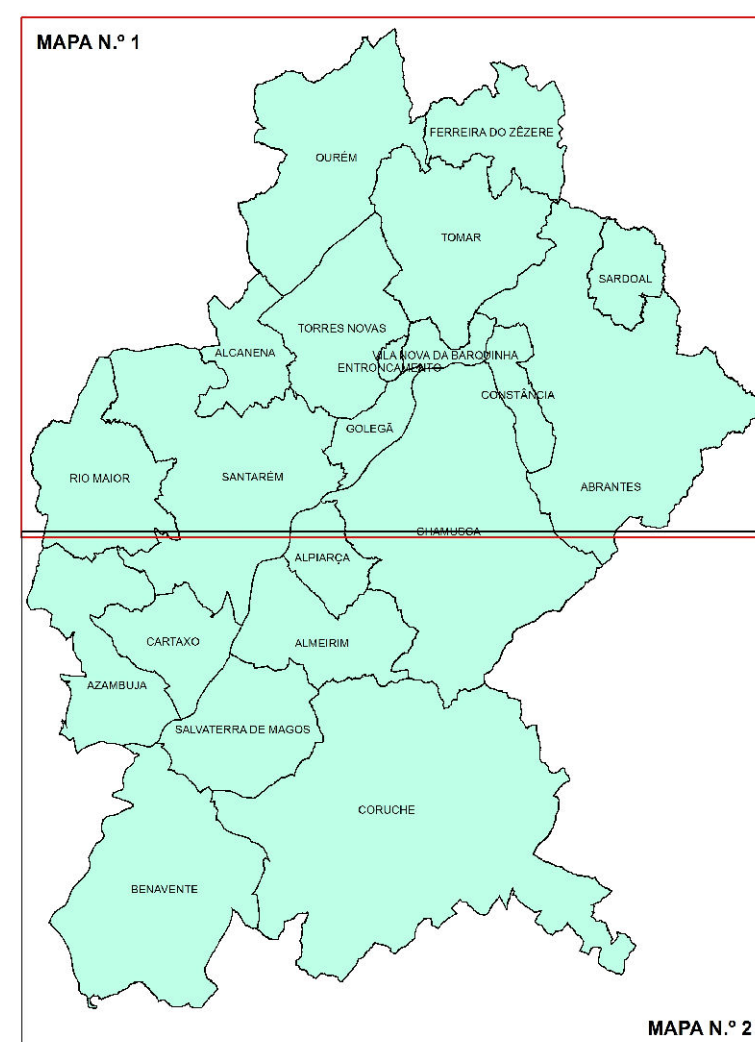 MAPA N.º 1
FERREIRA DO ZÊZERE
OURÉM
TOMAR
SARDOAL
TORRES NOVAS
ALCANENA
VILA NOVA DA BARQUINHA
ENTRONCAMENTO
CONSTÂNCIA
GOLEGÃ
RIO MAIOR
SANTARÉM
ABRANTES
CHAMUSCA
ALPIARÇA
CARTAXO
ALMEIRIM
AZAMBUJA
SALVATERRA DE MAGOS
CORUCHE
BENAVENTE
MAPA N.º 2